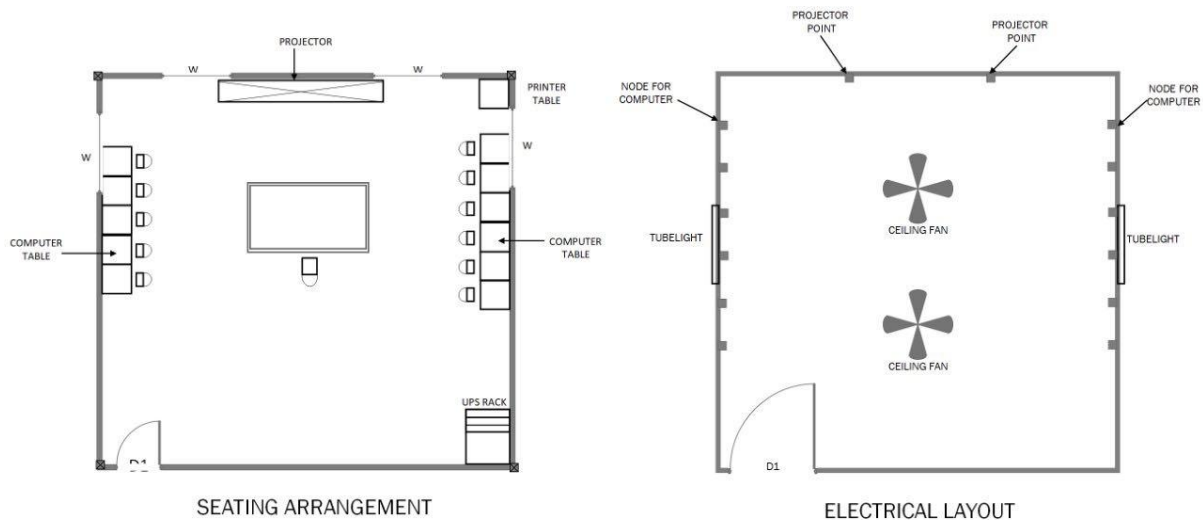 PROJECTOR
W
W
PRINTER
TABLE
W
W
COMPUTER
TABLE
COMPUTER
TABLE
UPS RACK
D1
SEATING ARRANGEMENT
PROJECTOR
POINT
PROJECTOR
POINT
NODE FOR
COMPUTER
NODE FOR
COMPUTER
TUBELIGHT
CEILING FAN
TUBELIGHT
CEILING FAN
D1
ELECTRICAL LAYOUT